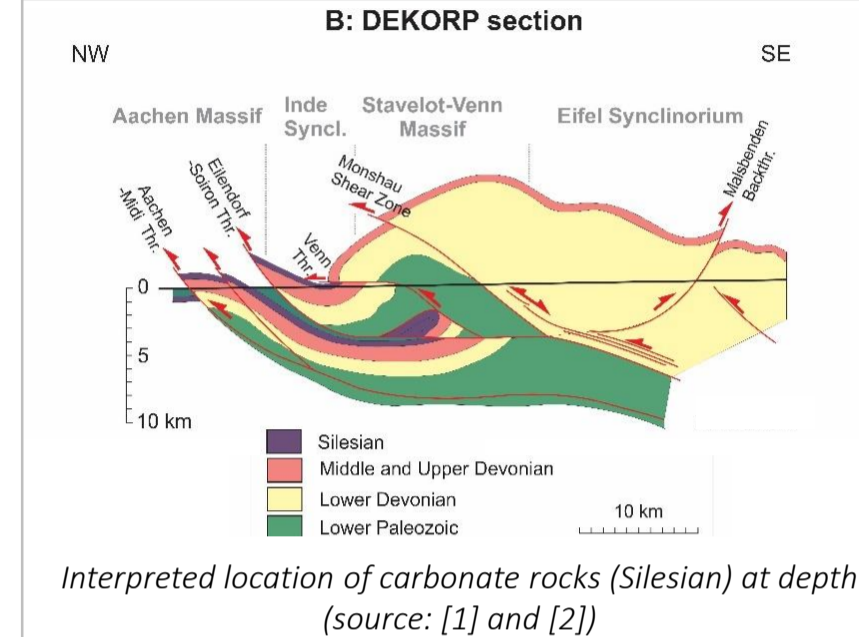 B: DEKORP section
NW
SE
Aachen Massif
Inde
Syncl.
Stavelot-Venn
Massif
Eifel Synclinorium
Aachen
-Midi Thr.
Eilendorf
-Soiron Thr.
Venn
Thr.
Monshau
Shear Zone
Malsbenden
Backthr.
0
5
10 km
Silesian
Middle and Upper Devonian
Lower Devonian
Lower Paleozoic
10 km
Interpreted location of carbonate rocks (Silesian) at depth
(source: [1] and [2])